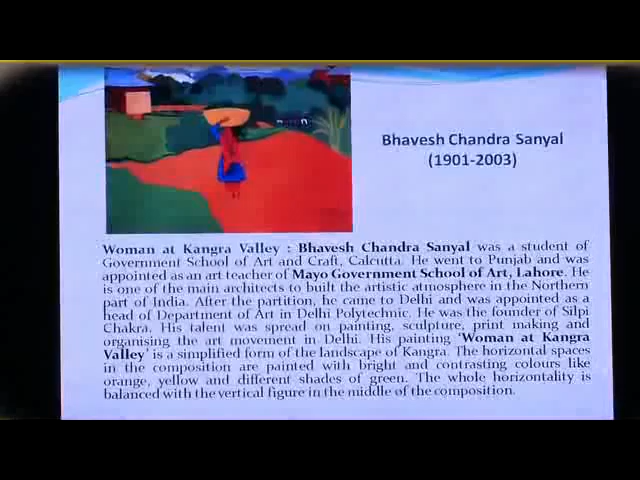 Bhavesh Chandra Sanyal
(1901-2003)
Woman at Kangra Valley : Bhavesh Chandra Sanyal was a student of
Government School of Art and Craft, Calcutta. He went to Punjab and was
appointed as an art teacher of Mayo Government School of Art, Lahore. He
is one of the main architects to built the artistic atmosphere in the Northern
part of India. After the partition, he came to Delhi and was appointed as a
head of Department of Art in Delhi Polytechnic. He was the founder of Silpi
Chakra. His talent was spread on painting, sculpture, print making and
organising the art movement in Delhi. His painting ‘Woman at Kangra
Valley’ is a simplified form of the landscape of Kangra. The horizontal spaces
in the composition are painted with bright and contrasting colours like
orange, yellow and different shades of green. The whole horizontality is
balanced with the vertical figure in the middle of the composition.